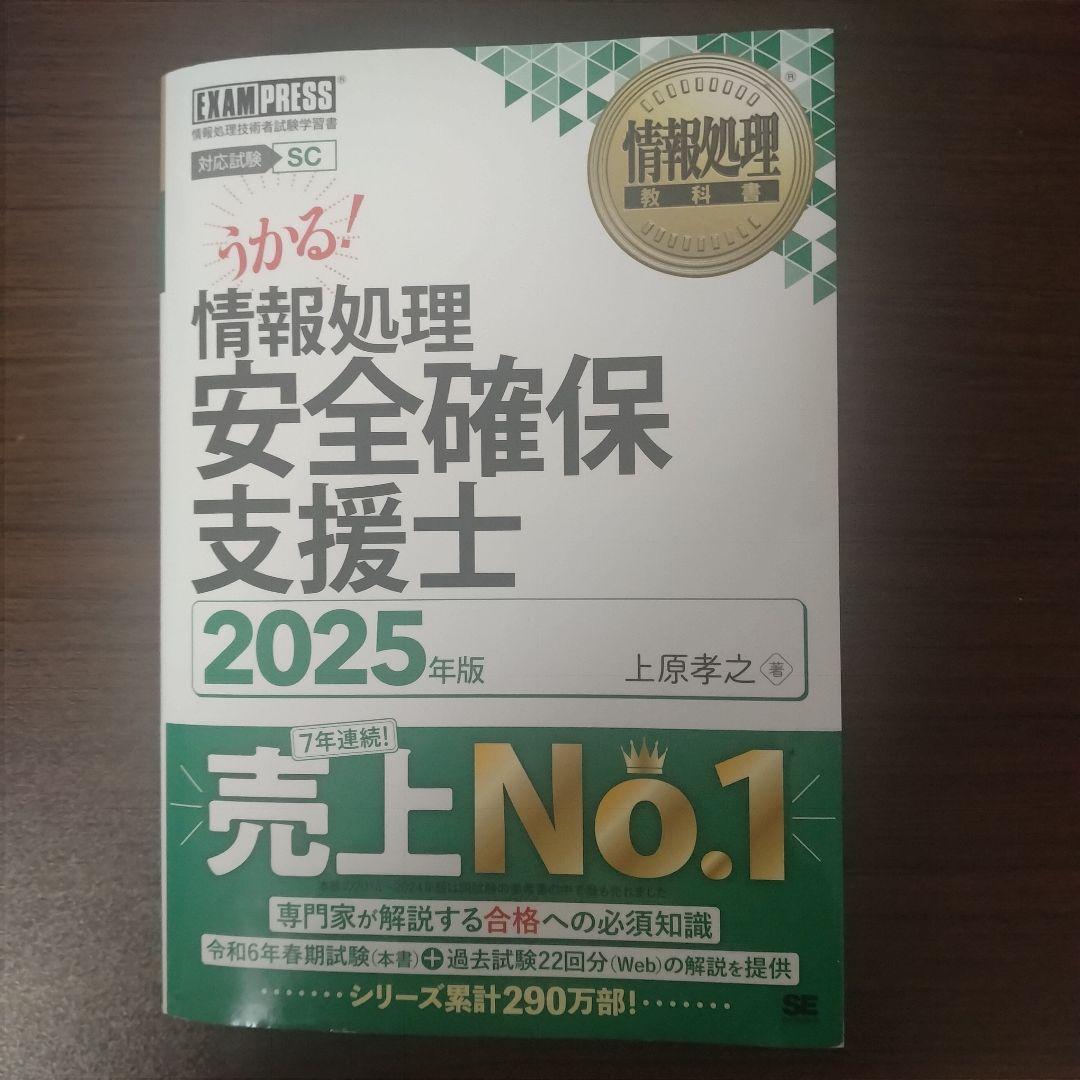 EXAMPRESS®
情報処理技術者試験学習書
対応試験 SC
情報処理®
教科書
うかる!
情報処理
安全確保
支援士
2025年版
上原孝之 著
7年連続!
売上No.1
専門家が解説する合格への必須知識
令和6年春期試験(本書)+過去試験22回分(Web)の解説を提供
シリーズ累計290万部!
SE